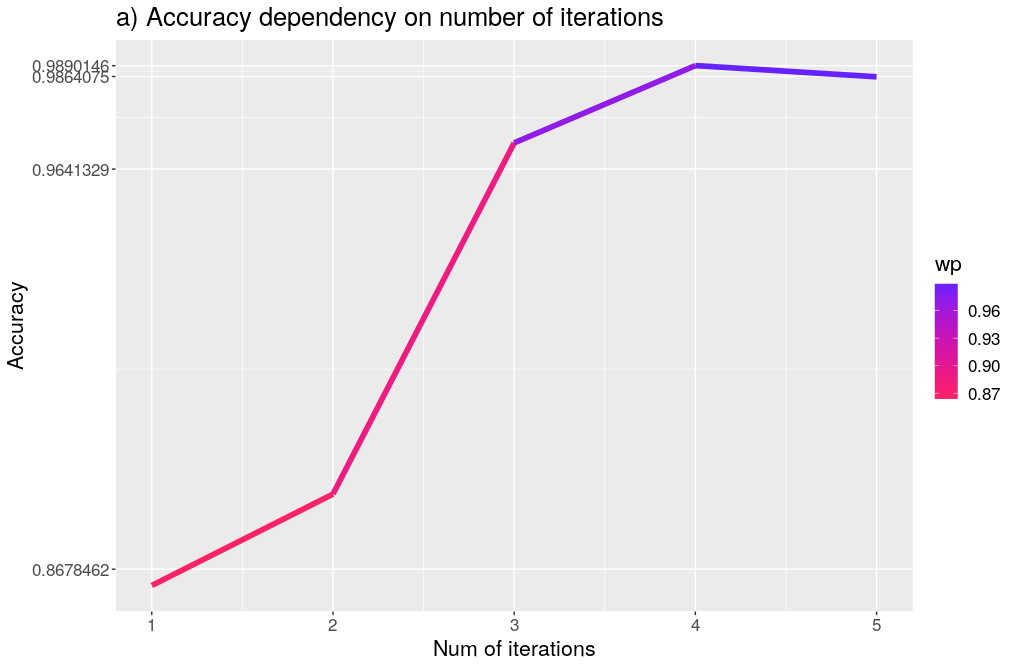 a) Accuracy dependency on number of iterations
0.9890146
0.9864075
0.9641329
0.8678462
Accuracy
1 2 3 4 5
Num of iterations
wp
0.96
0.93
0.90
0.87